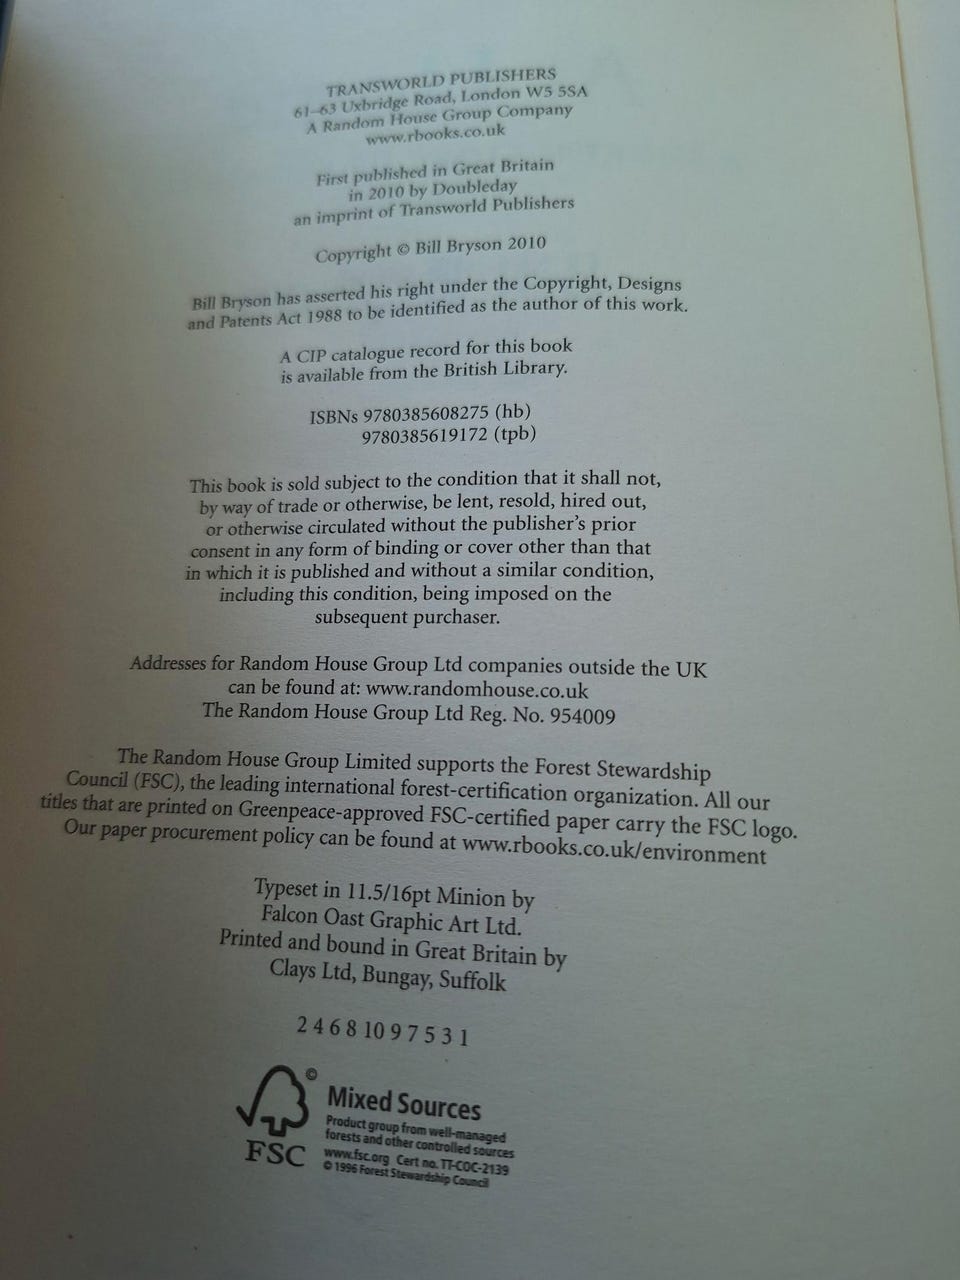 TRANSWORLD PUBLISHERS
61–63 Uxbridge Road, London W5 5SA
A Random House Group Company
www.rbooks.co.uk
First published in Great Britain
in 2010 by Doubleday
an imprint of Transworld Publishers
Copyright © Bill Bryson 2010
Bill Bryson has asserted his right under the Copyright, Designs
and Patents Act 1988 to be identified as the author of this work.
A CIP catalogue record for this book
is available from the British Library.
ISBNs 9780385608275 (hb)
9780385619172 (tpb)
This book is sold subject to the condition that it shall not,
by way of trade or otherwise, be lent, resold, hired out,
or otherwise circulated without the publisher's prior
consent in any form of binding or cover other than that
in which it is published and without a similar condition,
including this condition, being imposed on the
subsequent purchaser.
Addresses for Random House Group Ltd companies outside the UK
can be found at: www.randomhouse.co.uk
The Random House Group Ltd Reg. No. 954009
The Random House Group Limited supports the Forest Stewardship
Council (FSC), the leading international forest-certification organization. All our
titles that are printed on Greenpeace-approved FSC-certified paper carry the FSC logo.
Our paper procurement policy can be found at www.rbooks.co.uk/environment
Typeset in 11.5/16pt Minion by
Falcon Oast Graphic Art Ltd.
Printed and bound in Great Britain by
Clays Ltd, Bungay, Suffolk
2 4 6 8 10 9 7 5 3 1
©
FSC
Mixed Sources
Product group from well-managed
forests and other controlled sources
www.fsc.org Cert no. TT-COC-2139
© 1996 Forest Stewardship Council